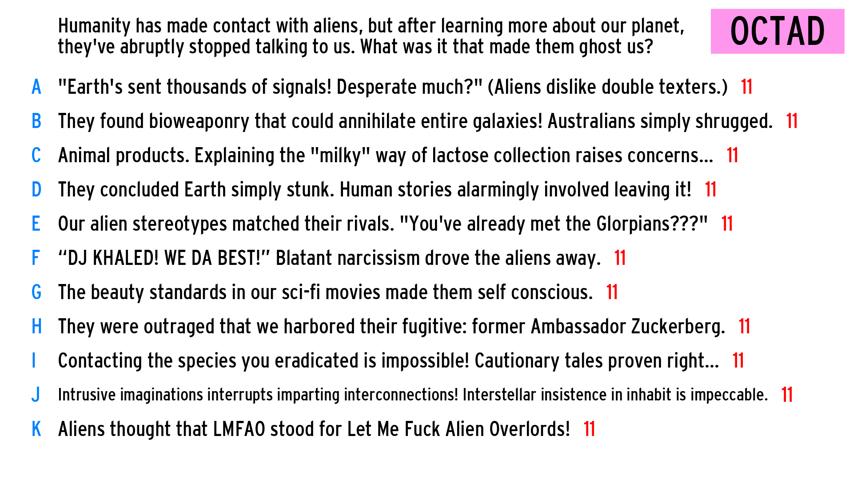 Humanity has made contact with aliens, but after learning more about our planet,
they've abruptly stopped talking to us. What was it that made them ghost us?
OCTAD
A "Earth's sent thousands of signals! Desperate much?" (Aliens dislike double texters.) 11
B They found bioweaponry that could annihilate entire galaxies! Australians simply shrugged. 11
C Animal products. Explaining the "milky" way of lactose collection raises concerns... 11
D They concluded Earth simply stunk. Human stories alarmingly involved leaving it! 11
E Our alien stereotypes matched their rivals. "You've already met the Glorpians???" 11
F “DJ KHALED! WE DA BEST!” Blatant narcissism drove the aliens away. 11
G The beauty standards in our sci-fi movies made them self conscious. 11
H They were outraged that we harbored their fugitive: former Ambassador Zuckerberg. 11
I Contacting the species you eradicated is impossible! Cautionary tales proven right... 11
J Intrusive imaginations interrupts imparting interconnections! Interstellar insistence in inhabit is impeccable. 11
K Aliens thought that LMFAO stood for Let Me Fuck Alien Overlords! 11